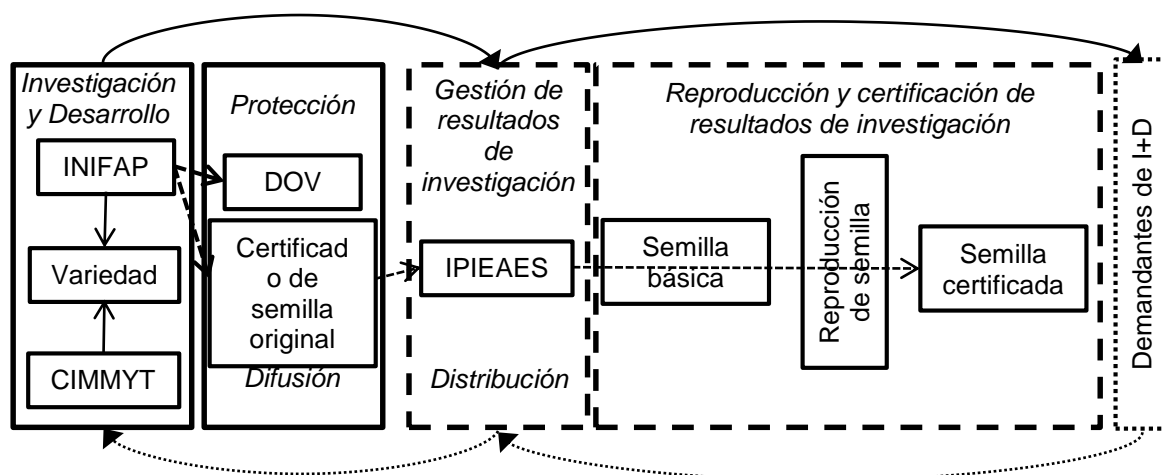 Investigación
y Desarrollo
INIFAP
Variedad
CIMMYT
Protección
DOV
Certificad
o de
semilla
original
Difusión
Gestión de
resultados
de
investigación
IPIEAES
Distribución
Reproducción y certificación de
resultados de investigación
Semilla
básica
Reproducción
de semilla
Semilla
certificada
Demandantes de I+D